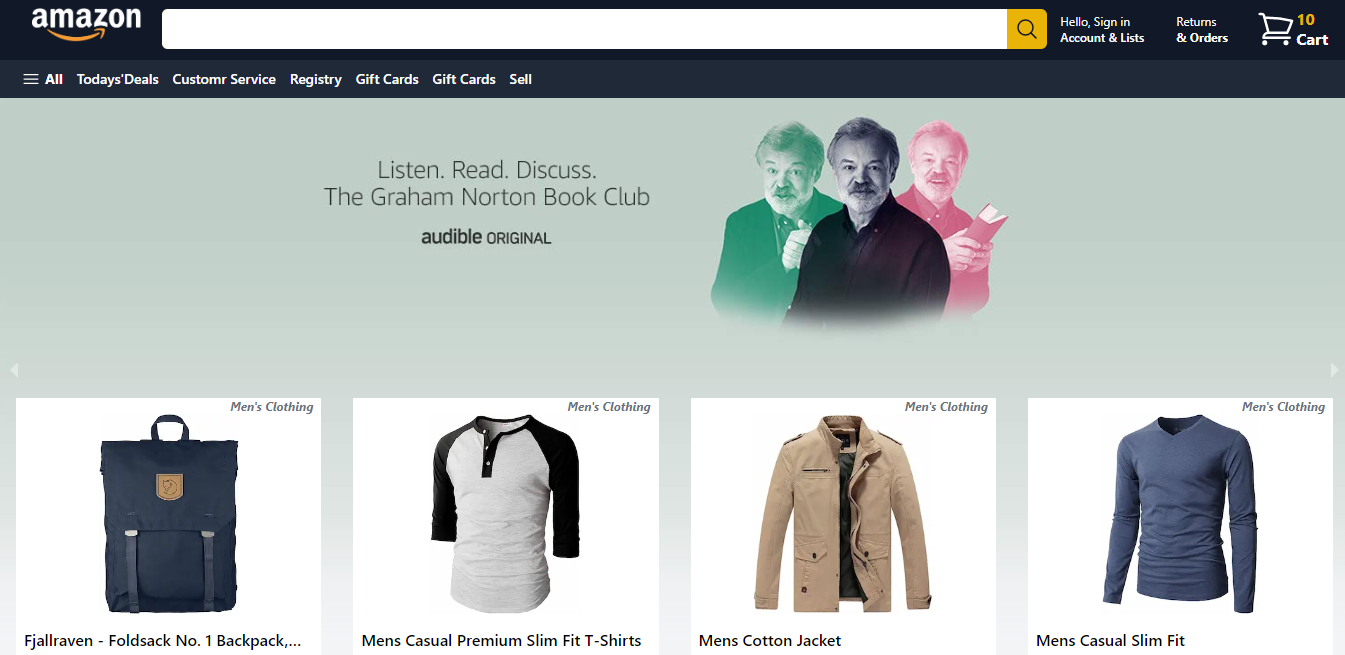 amazon
Hello, Sign in
Account & Lists
Returns
& Orders
10
Cart
All
Todays'Deals
Customr Service
Registry
Gift Cards
Gift Cards
Sell
Listen. Read. Discuss.
The Graham Norton Book Club
audible ORIGINAL
Men's Clothing
Fjallraven - Foldsack No. 1 Backpack,...
Men's Clothing
Mens Casual Premium Slim Fit T-Shirts
Men's Clothing
Mens Cotton Jacket
Men's Clothing
Mens Casual Slim Fit